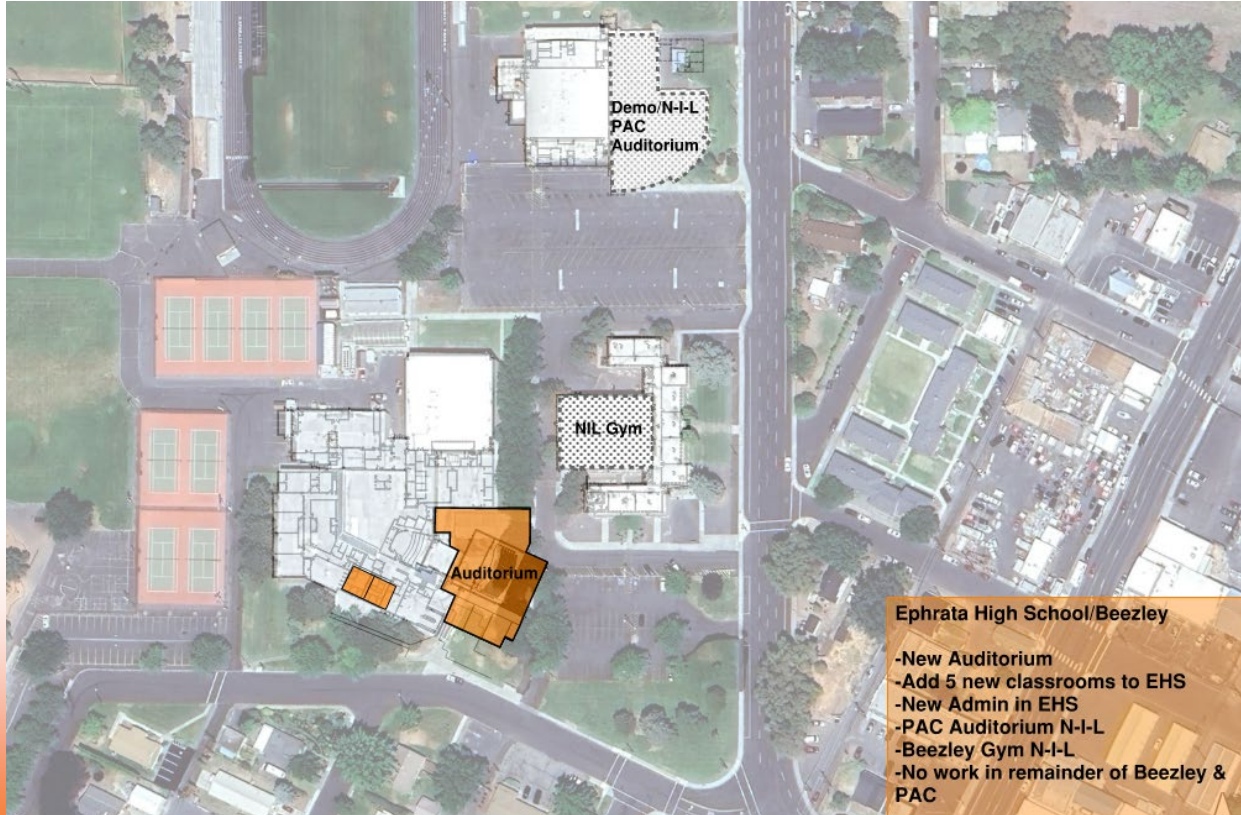 Demo/N-I-L
PAC
Auditorium
NIL Gym
Auditorium
Ephrata High School/Beezley
-New Auditorium
-Add 5 new classrooms to EHS
-New Admin in EHS
-PAC Auditorium N-I-L
-Beezley Gym N-I-L
-No work in remainder of Beezley &
PAC